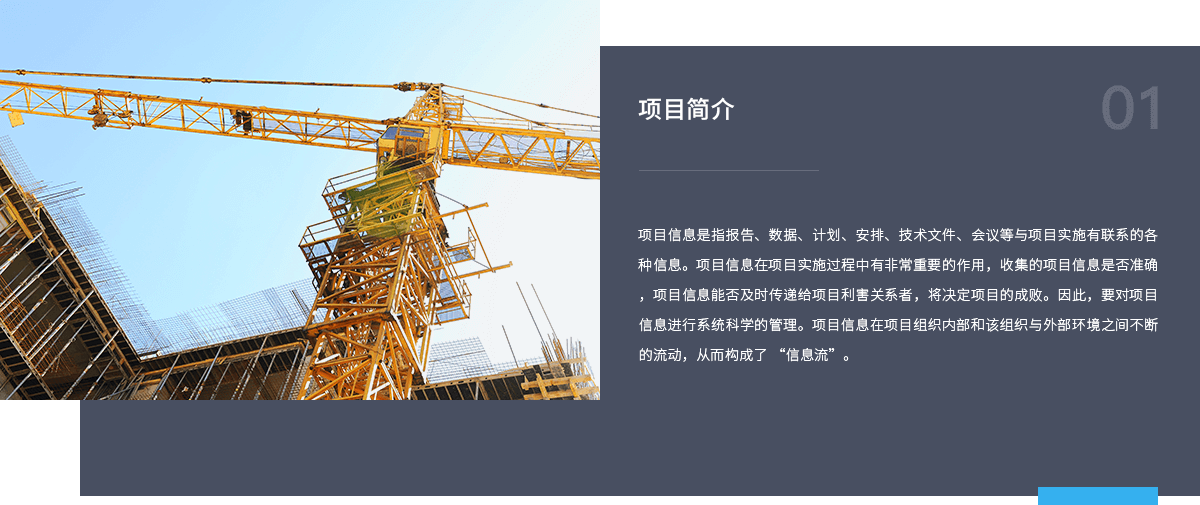 项目简介
01
项目信息是指报告、数据、计划、安排、技术文件、会议等与项目实施有联系的各
种信息。项目信息在项目实施过程中有非常重要的作用，收集的项目信息是否准确
，项目信息能否及时传递给项目利害关系者，将决定项目的成败。因此，要对项目
信息进行系统科学的管理。项目信息在项目组织内部和该组织与外部环境之间不断
的流动，从而构成了 “信息流”。